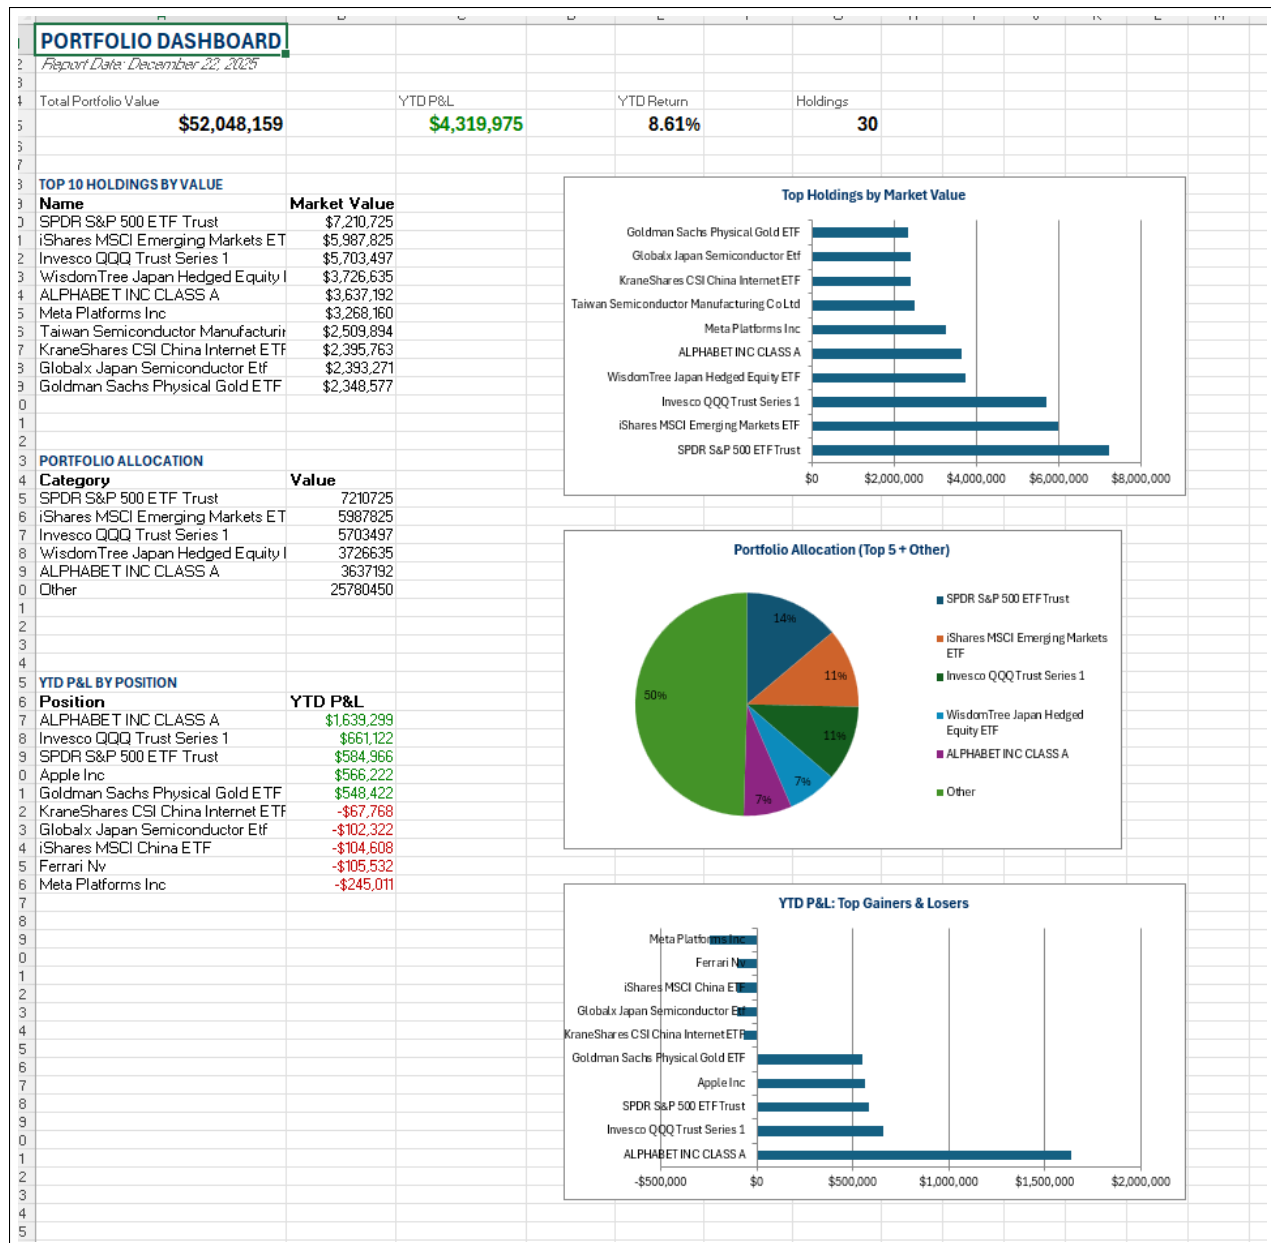 PORTFOLIO DASHBOARD
Report Date: December 22, 2025
Total Portfolio Value YTD P&L YTD Return Holdings
$52,048,159 $4,319,975 8.61% 30
TOP 10 HOLDINGS BY VALUE
Name Market Value
SPDR S&P 500 ETF Trust $7,210,725
iShares MSCI Emerging Markets ET $5,987,825
Invesco QQQ Trust Series 1 $5,703,497
WisdomTree Japan Hedged Equity I $3,726,635
ALPHABET INC CLASS A $3,637,192
Meta Platforms Inc $3,268,160
Taiwan Semiconductor Manufacturin $2,509,894
KraneShares CSI China Internet ETF $2,395,763
Globalx Japan Semiconductor Etf $2,393,271
Goldman Sachs Physical Gold ETF $2,348,577
PORTFOLIO ALLOCATION
Category Value
SPDR S&P 500 ETF Trust 7210725
iShares MSCI Emerging Markets ET 5987825
Invesco QQQ Trust Series 1 5703497
WisdomTree Japan Hedged Equity I 3726635
ALPHABET INC CLASS A 3637192
Other 25780450
YTD P&L BY POSITION
Position YTD P&L
ALPHABET INC CLASS A $1,639,299
Invesco QQQ Trust Series 1 $661,122
SPDR S&P 500 ETF Trust $584,966
Apple Inc $566,222
Goldman Sachs Physical Gold ETF $548,422
KraneShares CSI China Internet ETF -$67,768
Globalx Japan Semiconductor Etf -$102,322
iShares MSCI China ETF -$104,608
Ferrari Nv -$105,532
Meta Platforms Inc -$245,011
Top Holdings by Market Value
Goldman Sachs Physical Gold ETF
Globalx Japan Semiconductor Etf
KraneShares CSI China Internet ETF
Taiwan Semiconductor Manufacturing Co Ltd
Meta Platforms Inc
ALPHABET INC CLASS A
WisdomTree Japan Hedged Equity ETF
Invesco QQQ Trust Series 1
iShares MSCI Emerging Markets ETF
SPDR S&P 500 ETF Trust
$0 $2,000,000 $4,000,000 $6,000,000 $8,000,000
Portfolio Allocation (Top 5 + Other)
14%
11%
11%
7%
7%
50%
SPDR S&P 500 ETF Trust
iShares MSCI Emerging Markets
ETF
Invesco QQQ Trust Series 1
WisdomTree Japan Hedged
Equity ETF
ALPHABET INC CLASS A
Other
YTD P&L: Top Gainers & Losers
Meta Platforms Inc
Ferrari Nv
iShares MSCI China ETF
Globalx Japan Semiconductor Etf
KraneShares CSI China Internet ETF
Goldman Sachs Physical Gold ETF
Apple Inc
SPDR S&P 500 ETF Trust
Invesco QQQ Trust Series 1
ALPHABET INC CLASS A
-$500,000 $0 $500,000 $1,000,000 $1,500,000 $2,000,000